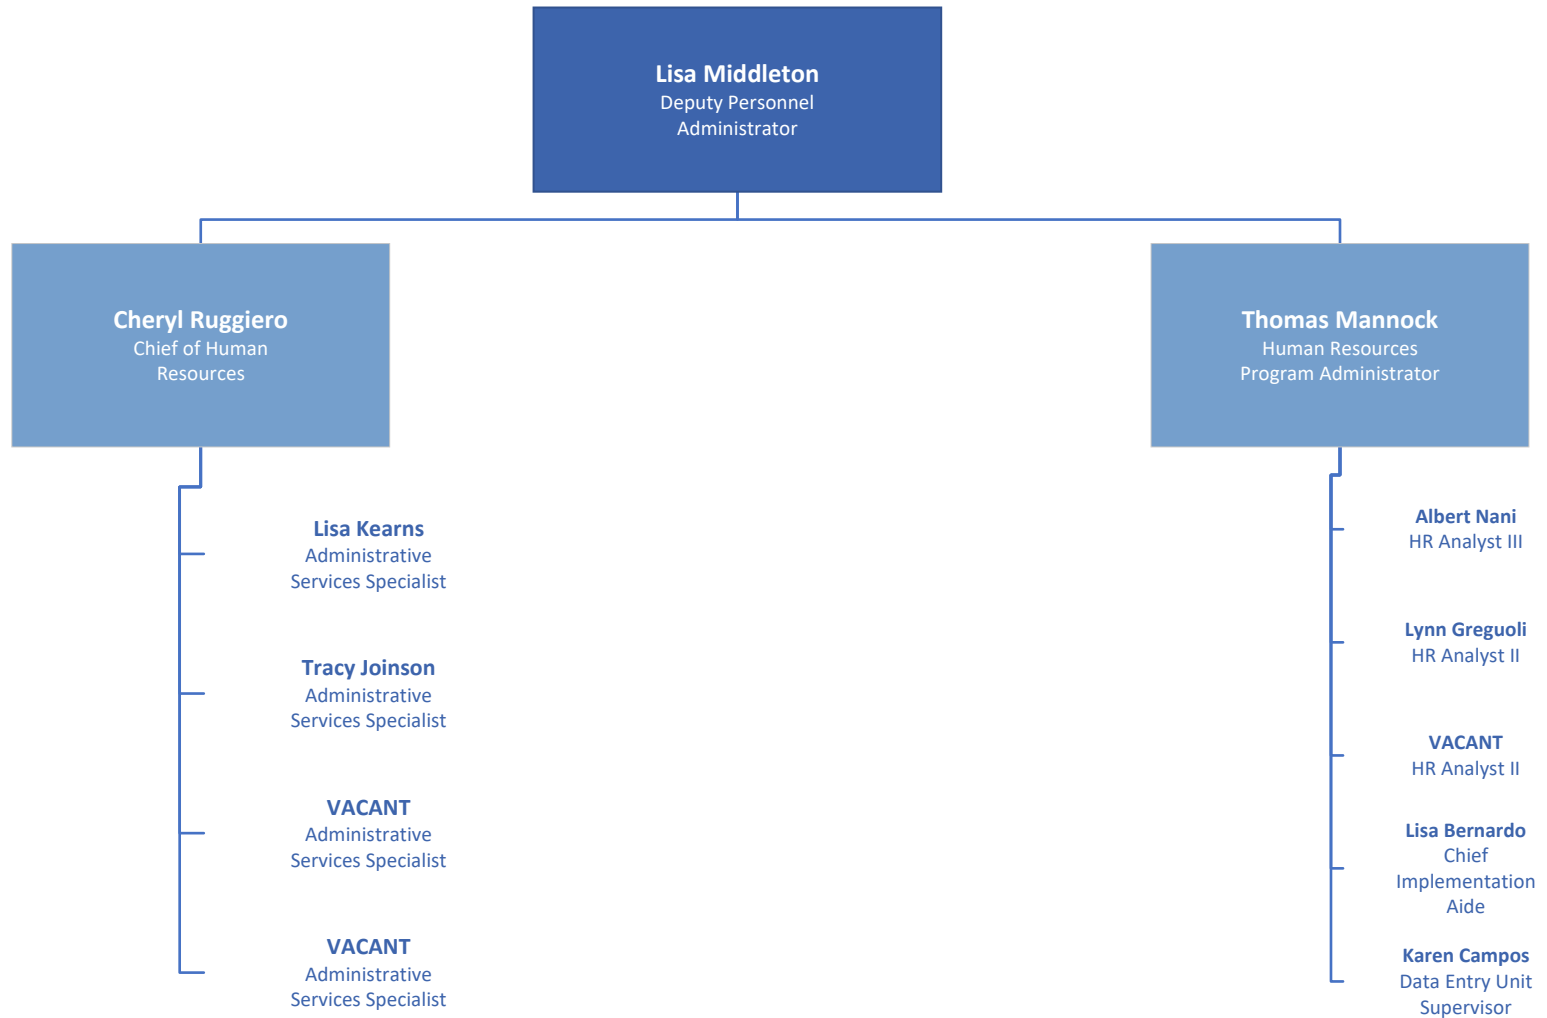 Lisa Middleton
Deputy Personnel
Administrator
Cheryl Ruggiero
Chief of Human
Resources
Lisa Kearns
Administrative
Services Specialist
Tracy Joinson
Administrative
Services Specialist
VACANT
Administrative
Services Specialist
VACANT
Administrative
Services Specialist
Thomas Mannock
Human Resources
Program Administrator
Albert Nani
HR Analyst III
Lynn Greguoli
HR Analyst II
VACANT
HR Analyst II
Lisa Bernardo
Chief
Implementation
Aide
Karen Campos
Data Entry Unit
Supervisor